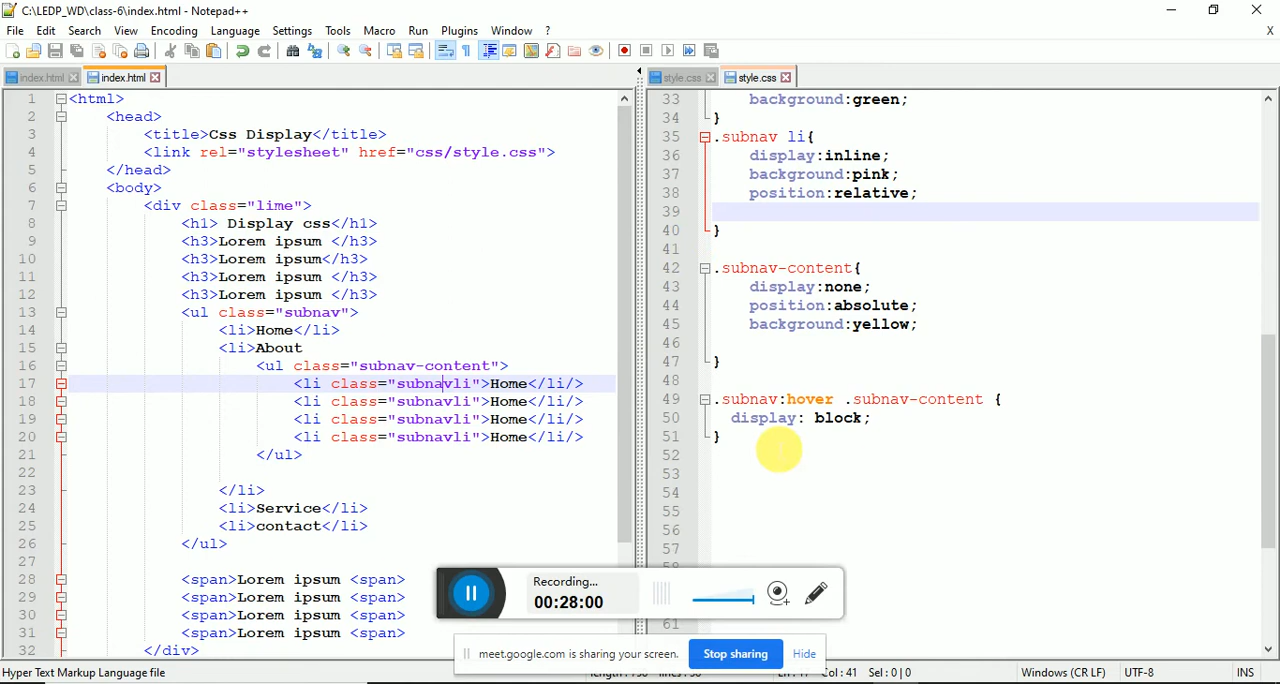 C:\LEDP_WD\class-6\index.html - Notepad++
File Edit Search View Encoding Language Settings Tools Macro Run Plugins Window ? X
index.html index.html style.css style.css
1 <html>
2 <head>
3 <title>Css Display</title>
4 <link rel="stylesheet" href="css/style.css">
5 </head>
6 <body>
7 <div class="lime">
8 <h1> Display css</h1>
9 <h3>Lorem ipsum </h3>
10 <h3>Lorem ipsum</h3>
11 <h3>Lorem ipsum </h3>
12 <h3>Lorem ipsum </h3>
13 <ul class="subnav">
14 <li>Home</li>
15 <li>About
16 <ul class="subnav-content">
17 <li class="subnavli">Home</li/>
18 <li class="subnavli">Home</li/>
19 <li class="subnavli">Home</li/>
20 <li class="subnavli">Home</li/>
21 </ul>
22
23 </li>
24 <li>Service</li>
25 <li>contact</li>
26 </ul>
27
28 <span>Lorem ipsum <span>
29 <span>Lorem ipsum <span>
30 <span>Lorem ipsum <span>
31 <span>Lorem ipsum <span>
32 </div>
33 background:green;
34 }
35 .subnav li{
36 display:inline;
37 background:pink;
38 position:relative;
39
40 }
41
42 .subnav-content{
43 display:none;
44 position:absolute;
45 background:yellow;
46
47 }
48
49 .subnav:hover .subnav-content {
50 display: block;
51 }
52
53
54
55
56
57
61
Recording...
00:28:00
meet.google.com is sharing your screen. Stop sharing Hide
Hyper Text Markup Language file Col : 41 Sel : 0 | 0 Windows (CR LF) UTF-8 INS